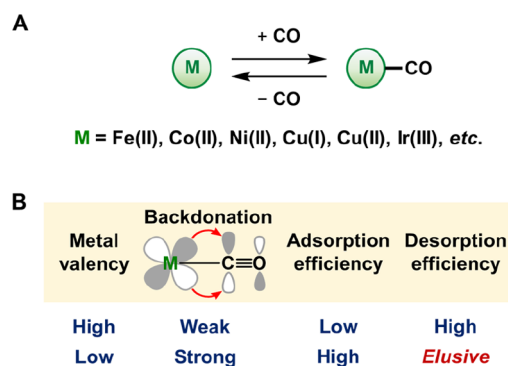 A
+ CO
M
M–CO
– CO
M = Fe(II), Co(II), Ni(II), Cu(I), Cu(II), Ir(III), etc.
B
Metal valency
Backdonation
M–C≡O
Adsorption efficiency
Desorption efficiency
High Weak Low High
Low Strong High Elusive